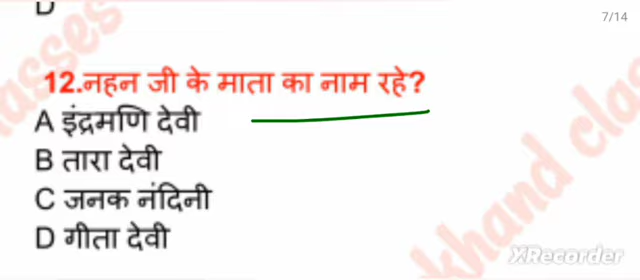 D
7/14
12.नहन जी के माता का नाम रहे?
A इंद्रमणि देवी
B तारा देवी
C जनक नंदिनी
D गीता देवी
XRecorder